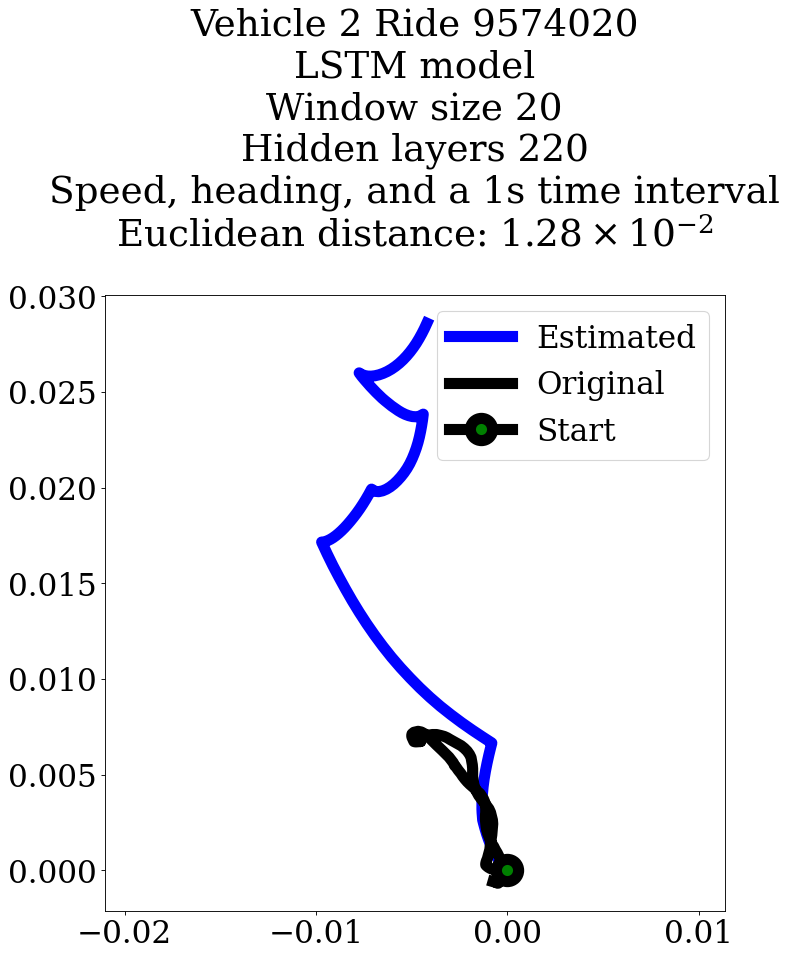 Vehicle 2 Ride 9574020
LSTM model
Window size 20
Hidden layers 220
Speed, heading, and a 1s time interval
Euclidean distance: 1.28 × 10⁻²
0.030
0.025
0.020
0.015
0.010
0.005
0.000
Estimated
Original
Start
−0.02
−0.01
0.00
0.01